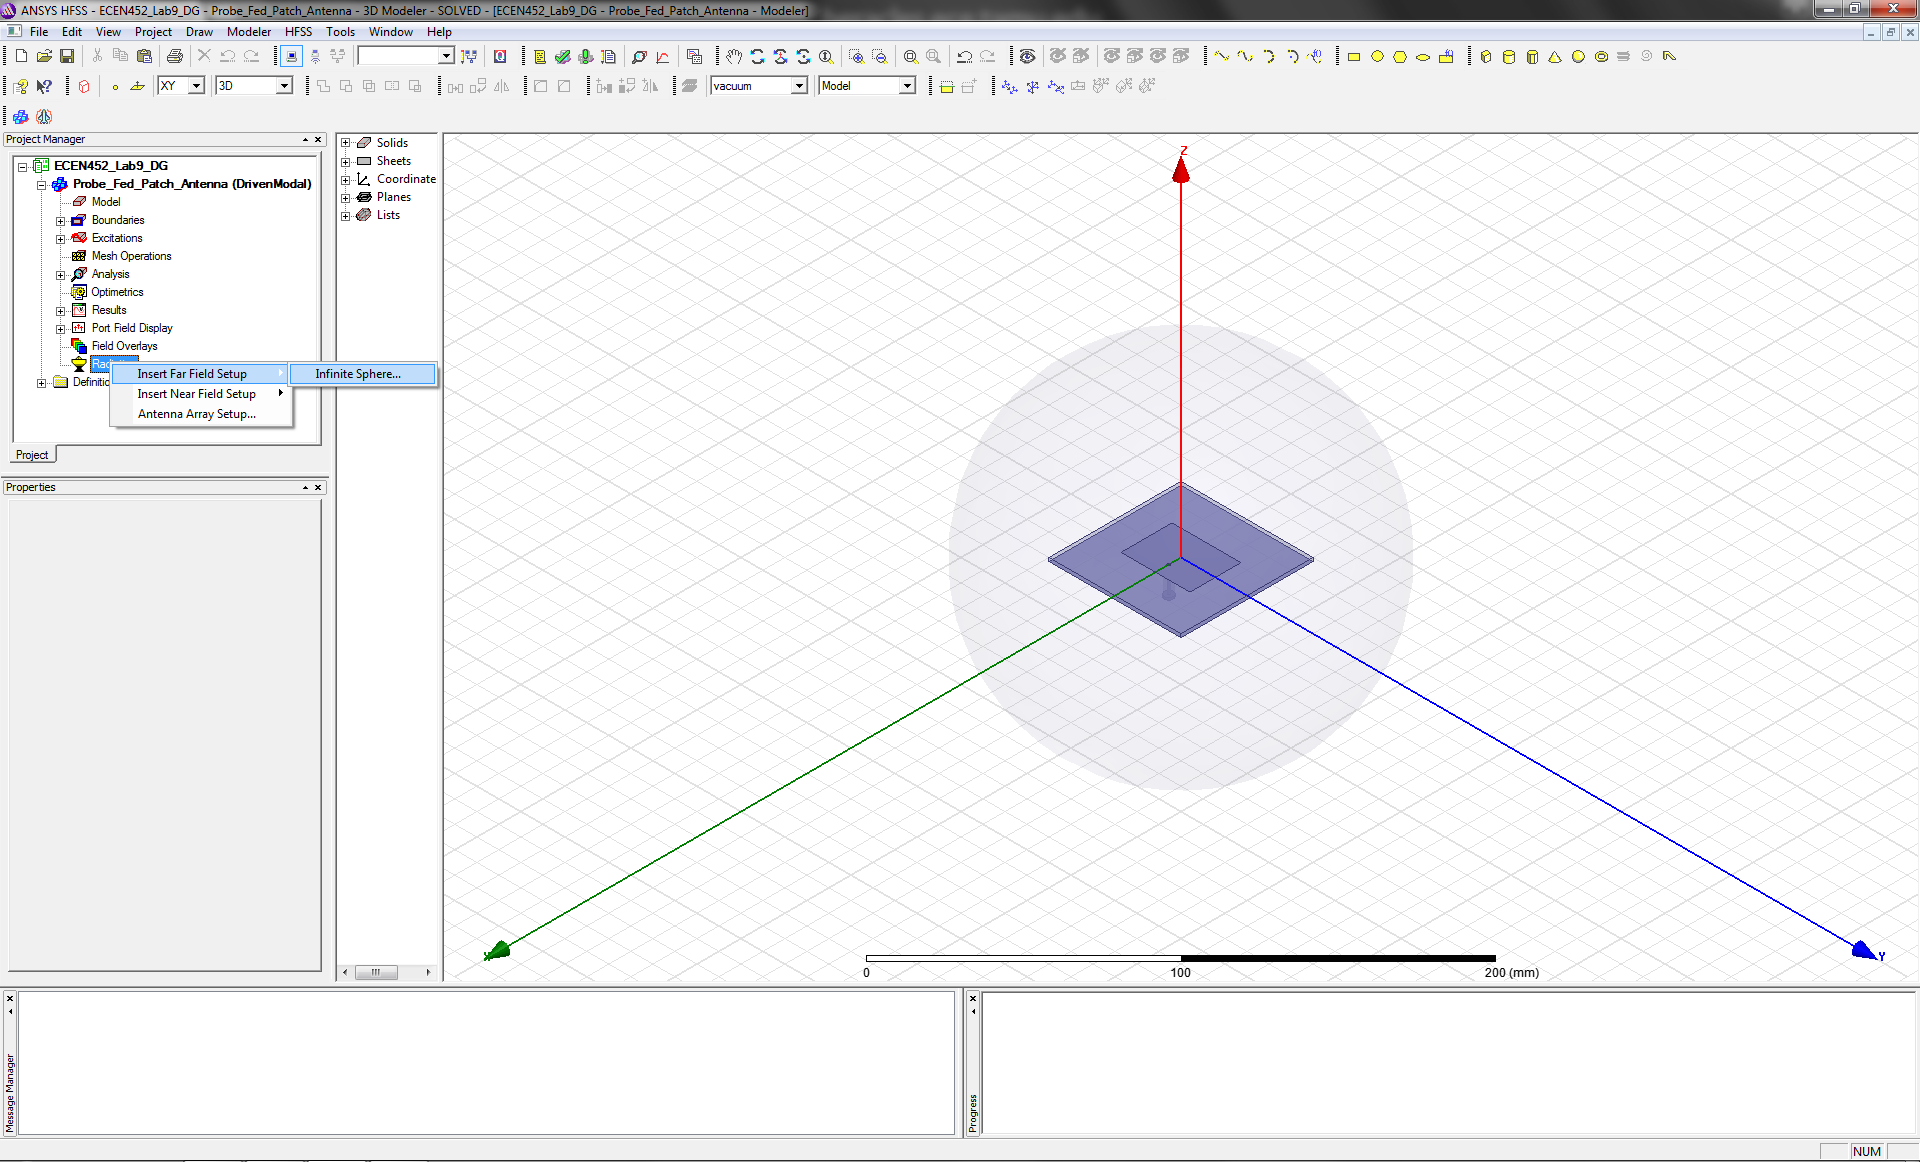 ANSYS HFSS - ECEN452_Lab9_DG - Probe_Fed_Patch_Antenna - 3D Modeler - SOLVED - [ECEN452_Lab9_DG - Probe_Fed_Patch_Antenna - Modeler]
File Edit View Project Draw Modeler HFSS Tools Window Help
XY 3D vacuum Model
Project Manager
ECEN452_Lab9_DG
Probe_Fed_Patch_Antenna (DrivenModal)
Model
Boundaries
Excitations
Mesh Operations
Analysis
Optimetrics
Results
Port Field Display
Field Overlays
Definitio
Insert Far Field Setup
Insert Near Field Setup
Antenna Array Setup...
Infinite Sphere...
Project
Properties
Solids
Sheets
Coordinate
Planes
Lists
Z
X
Y
0 100 200 (mm)
Message Manager
Progress
NUM